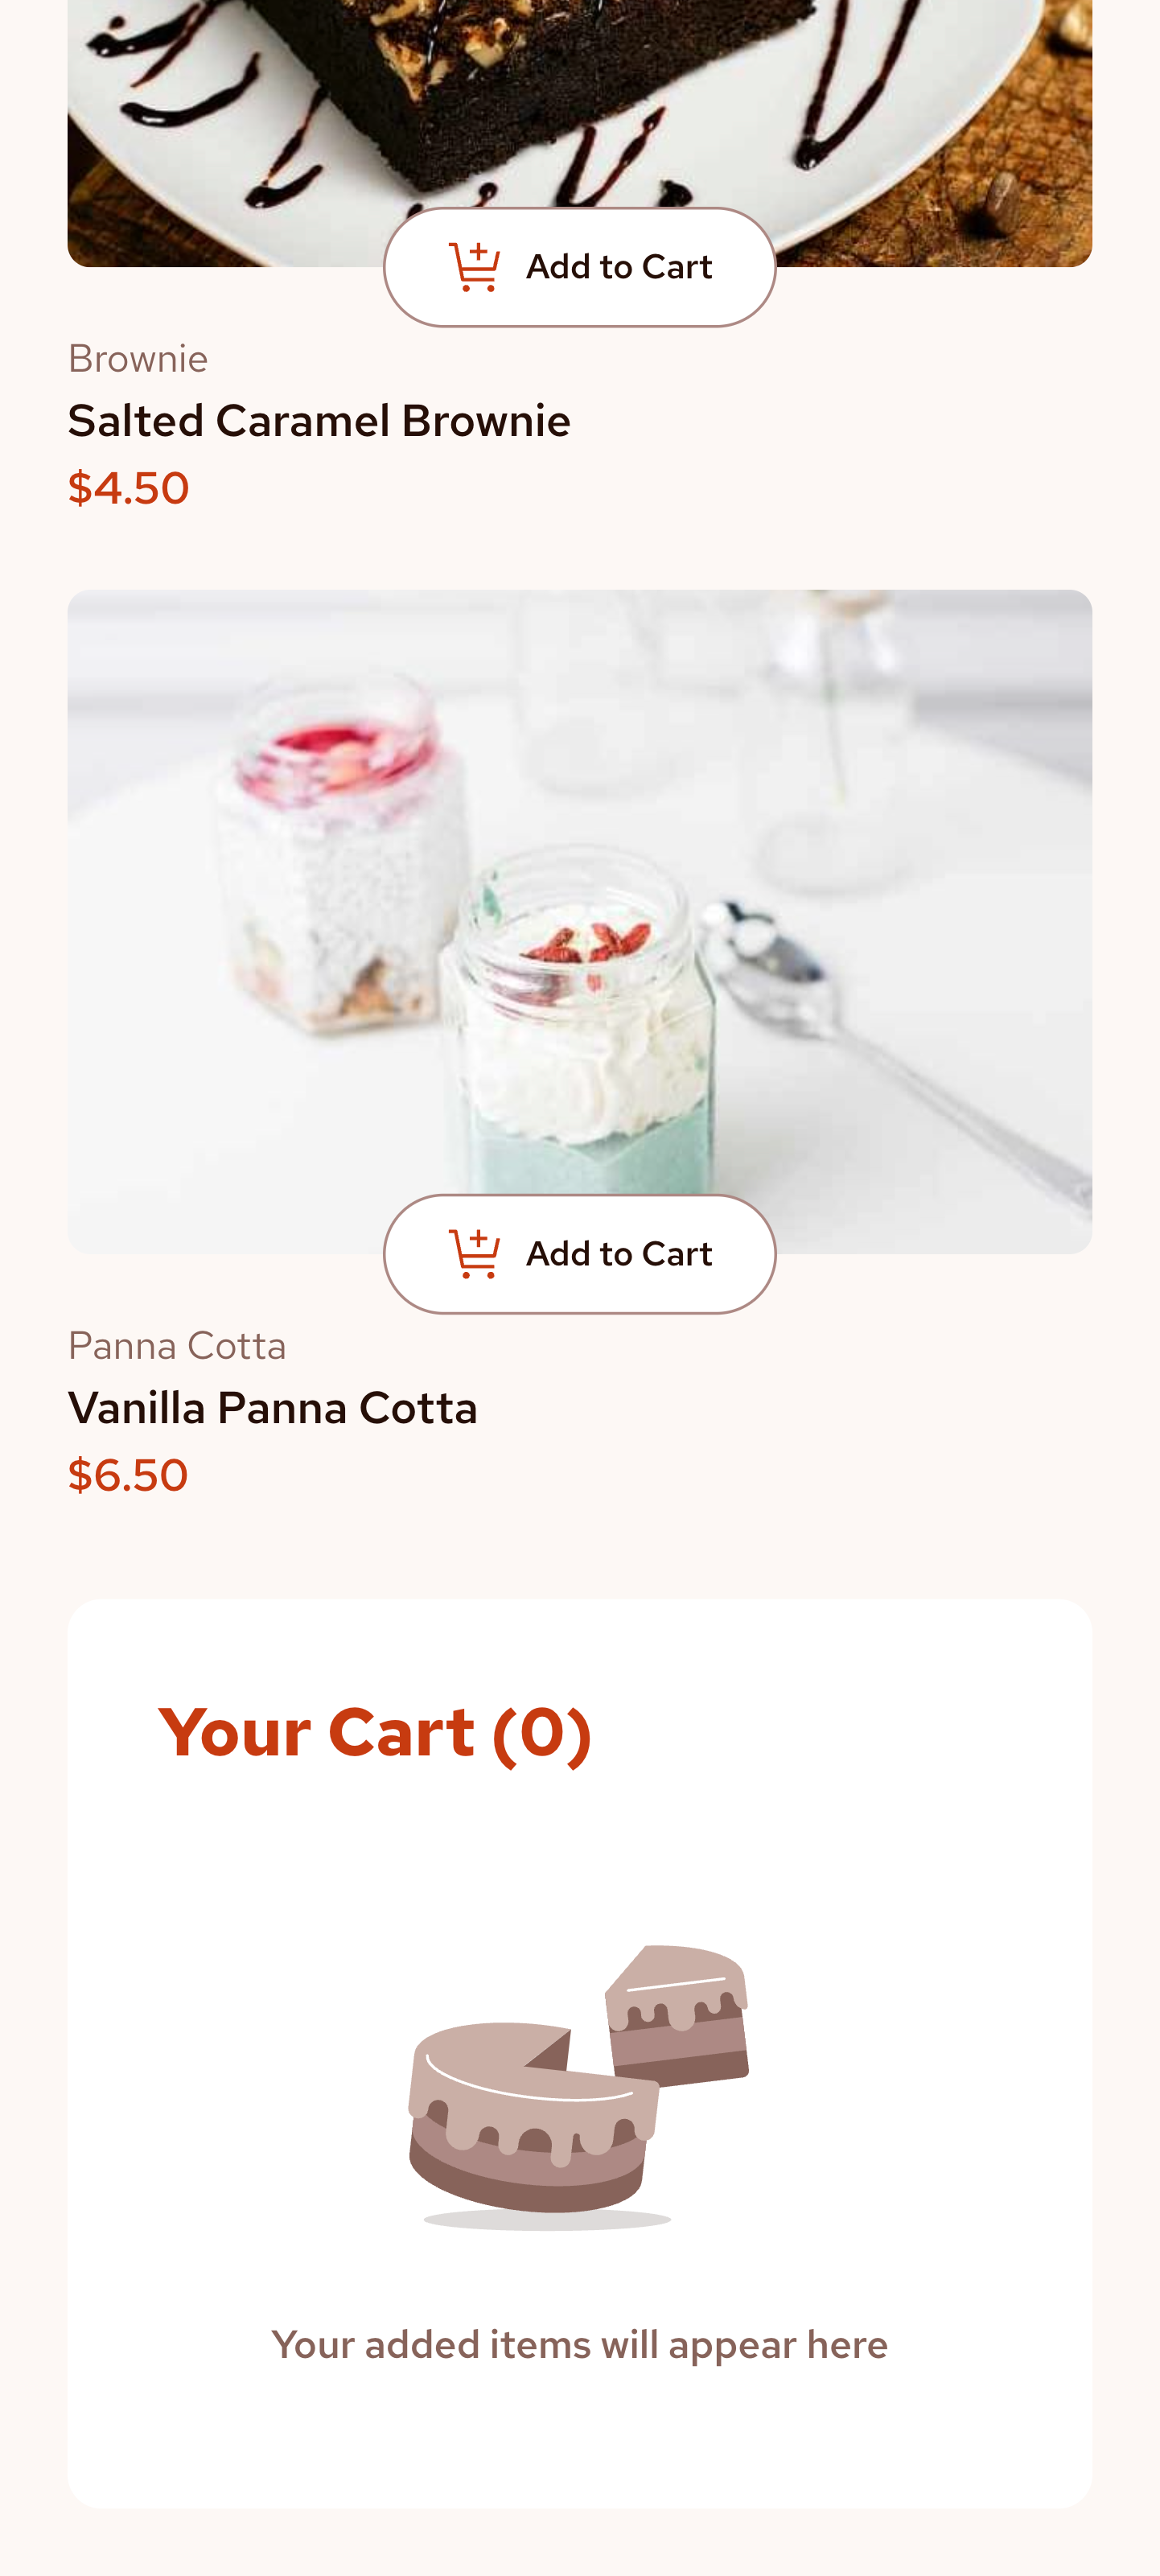 Add to Cart
Brownie
Salted Caramel Brownie
$4.50
Add to Cart
Panna Cotta
Vanilla Panna Cotta
$6.50
Your Cart (0)
Your added items will appear here